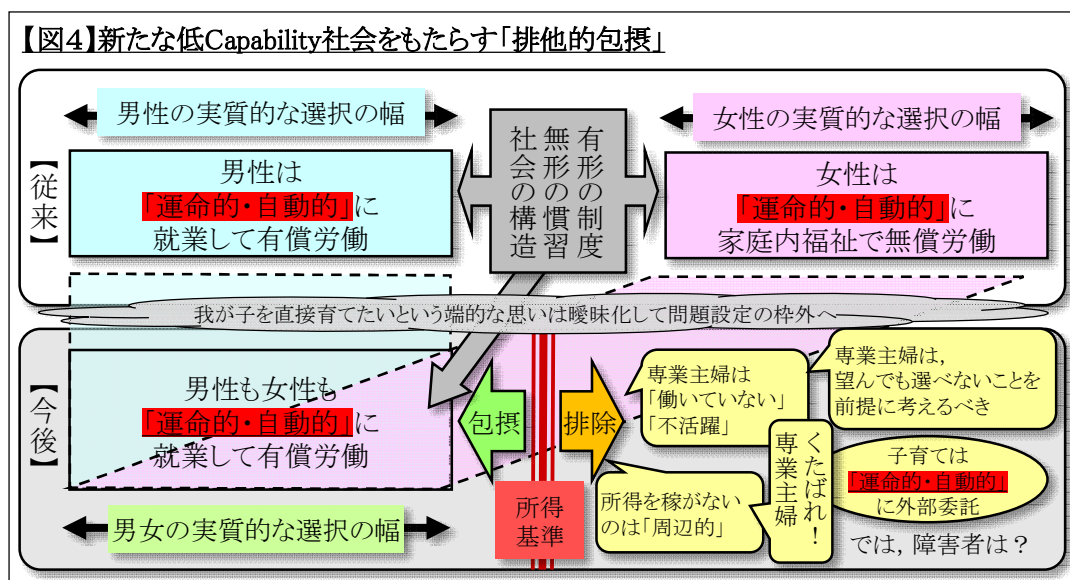 【図4】新たな低Capability社会をもたらす「排他的包摂」
男性の実質的な選択の幅
女性の実質的な選択の幅
【従来】
男性は
「運命的・自動的」に
就業して有償労働
有形の制度
無形の慣習
社会の構造
女性は
「運命的・自動的」に
家庭内福祉で無償労働
我が子を直接育てたいという端的な思いは曖昧化して問題設定の枠外へ
【今後】
男性も女性も
「運命的・自動的」に
就業して有償労働
男女の実質的な選択の幅
包摂
排除
所得
基準
専業主婦は
「働いていない」
「不活躍」
専業主婦は,
望んでも選べないことを
前提に考えるべき
所得を稼がない
のは「周辺的」
くたばれ!
専業主婦
子育ては
「運命的・自動的」
に外部委託
では, 障害者は?